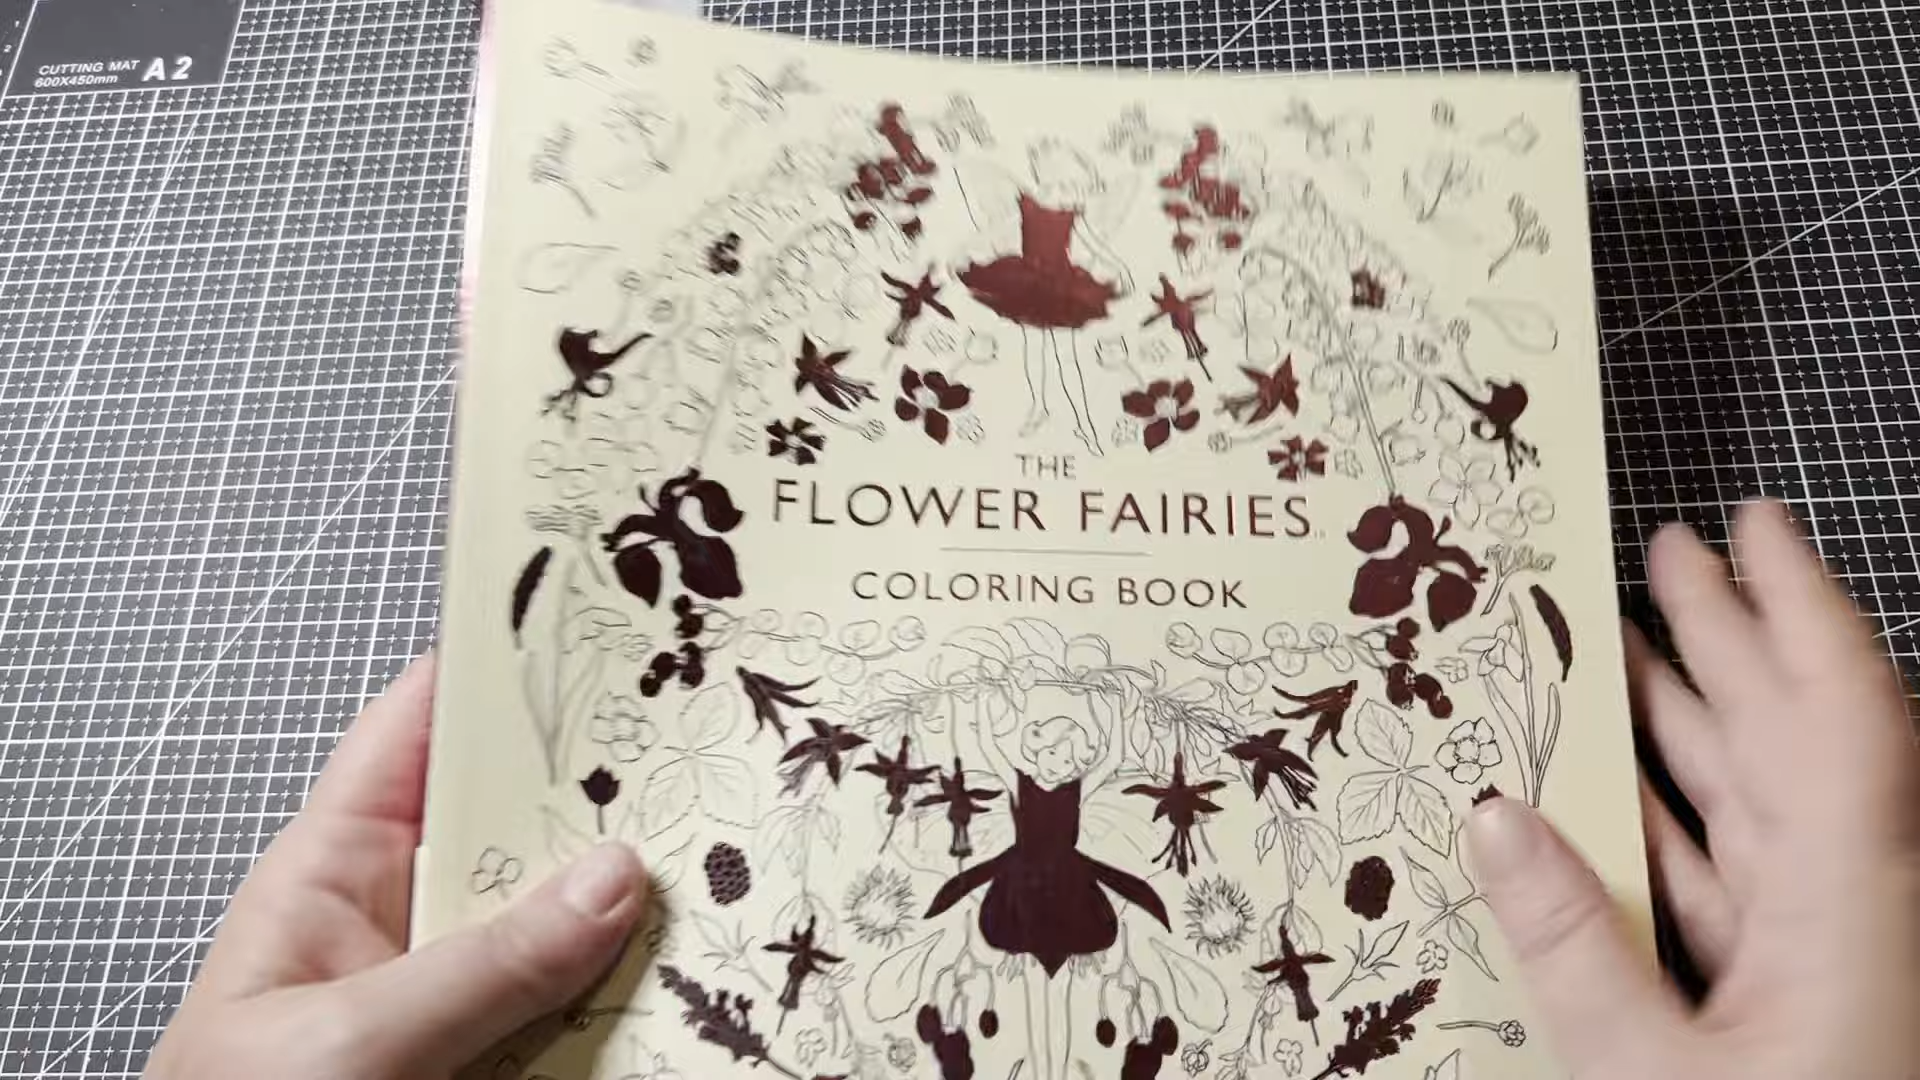 CUTTING MAT A2
600X450mm
THE
FLOWER FAIRIES
COLORING BOOK